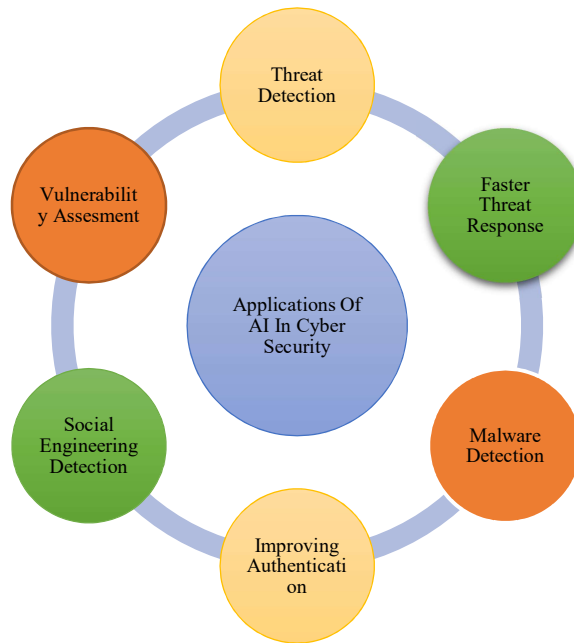 Threat
Detection
Faster
Threat
Response
Malware
Detection
Improving
Authenticati
on
Social
Engineering
Detection
Vulnerabilit
y Assesment
Applications Of
AI In Cyber
Security